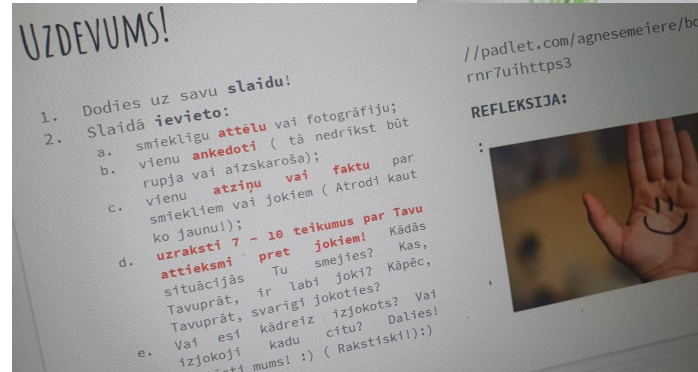 UZDEVUMS!
1. Dodies uz savu slaidu!
2. Slaidā ievieto:
a. smieklīgu attēlu vai fotogrāfiju;
b. vienu ankedoti ( tā nedrīkst būt
rupja vai aizskaroša);
c. vienu atziņu vai faktu par
smiekliem vai jokiem ( Atrodi kaut
ko jaunu!);
d. uzraksti 7 - 10 teikumus par Tavu
attieksmi pret jokiem! Kādās
situācijās Tu smejies? Kas,
Tavuprāt, ir labi joki? Kāpēc,
Tavuprāt, svarīgi jokoties?
e. Vai esi kādreiz izjokots? Vai
izjokoji kadu citu? Dalies!
mums! :) ( Rakstiski!):)
//padlet.com/agnesemeiere/bo
rnr7uihttps3
REFLEKSIJA:
: